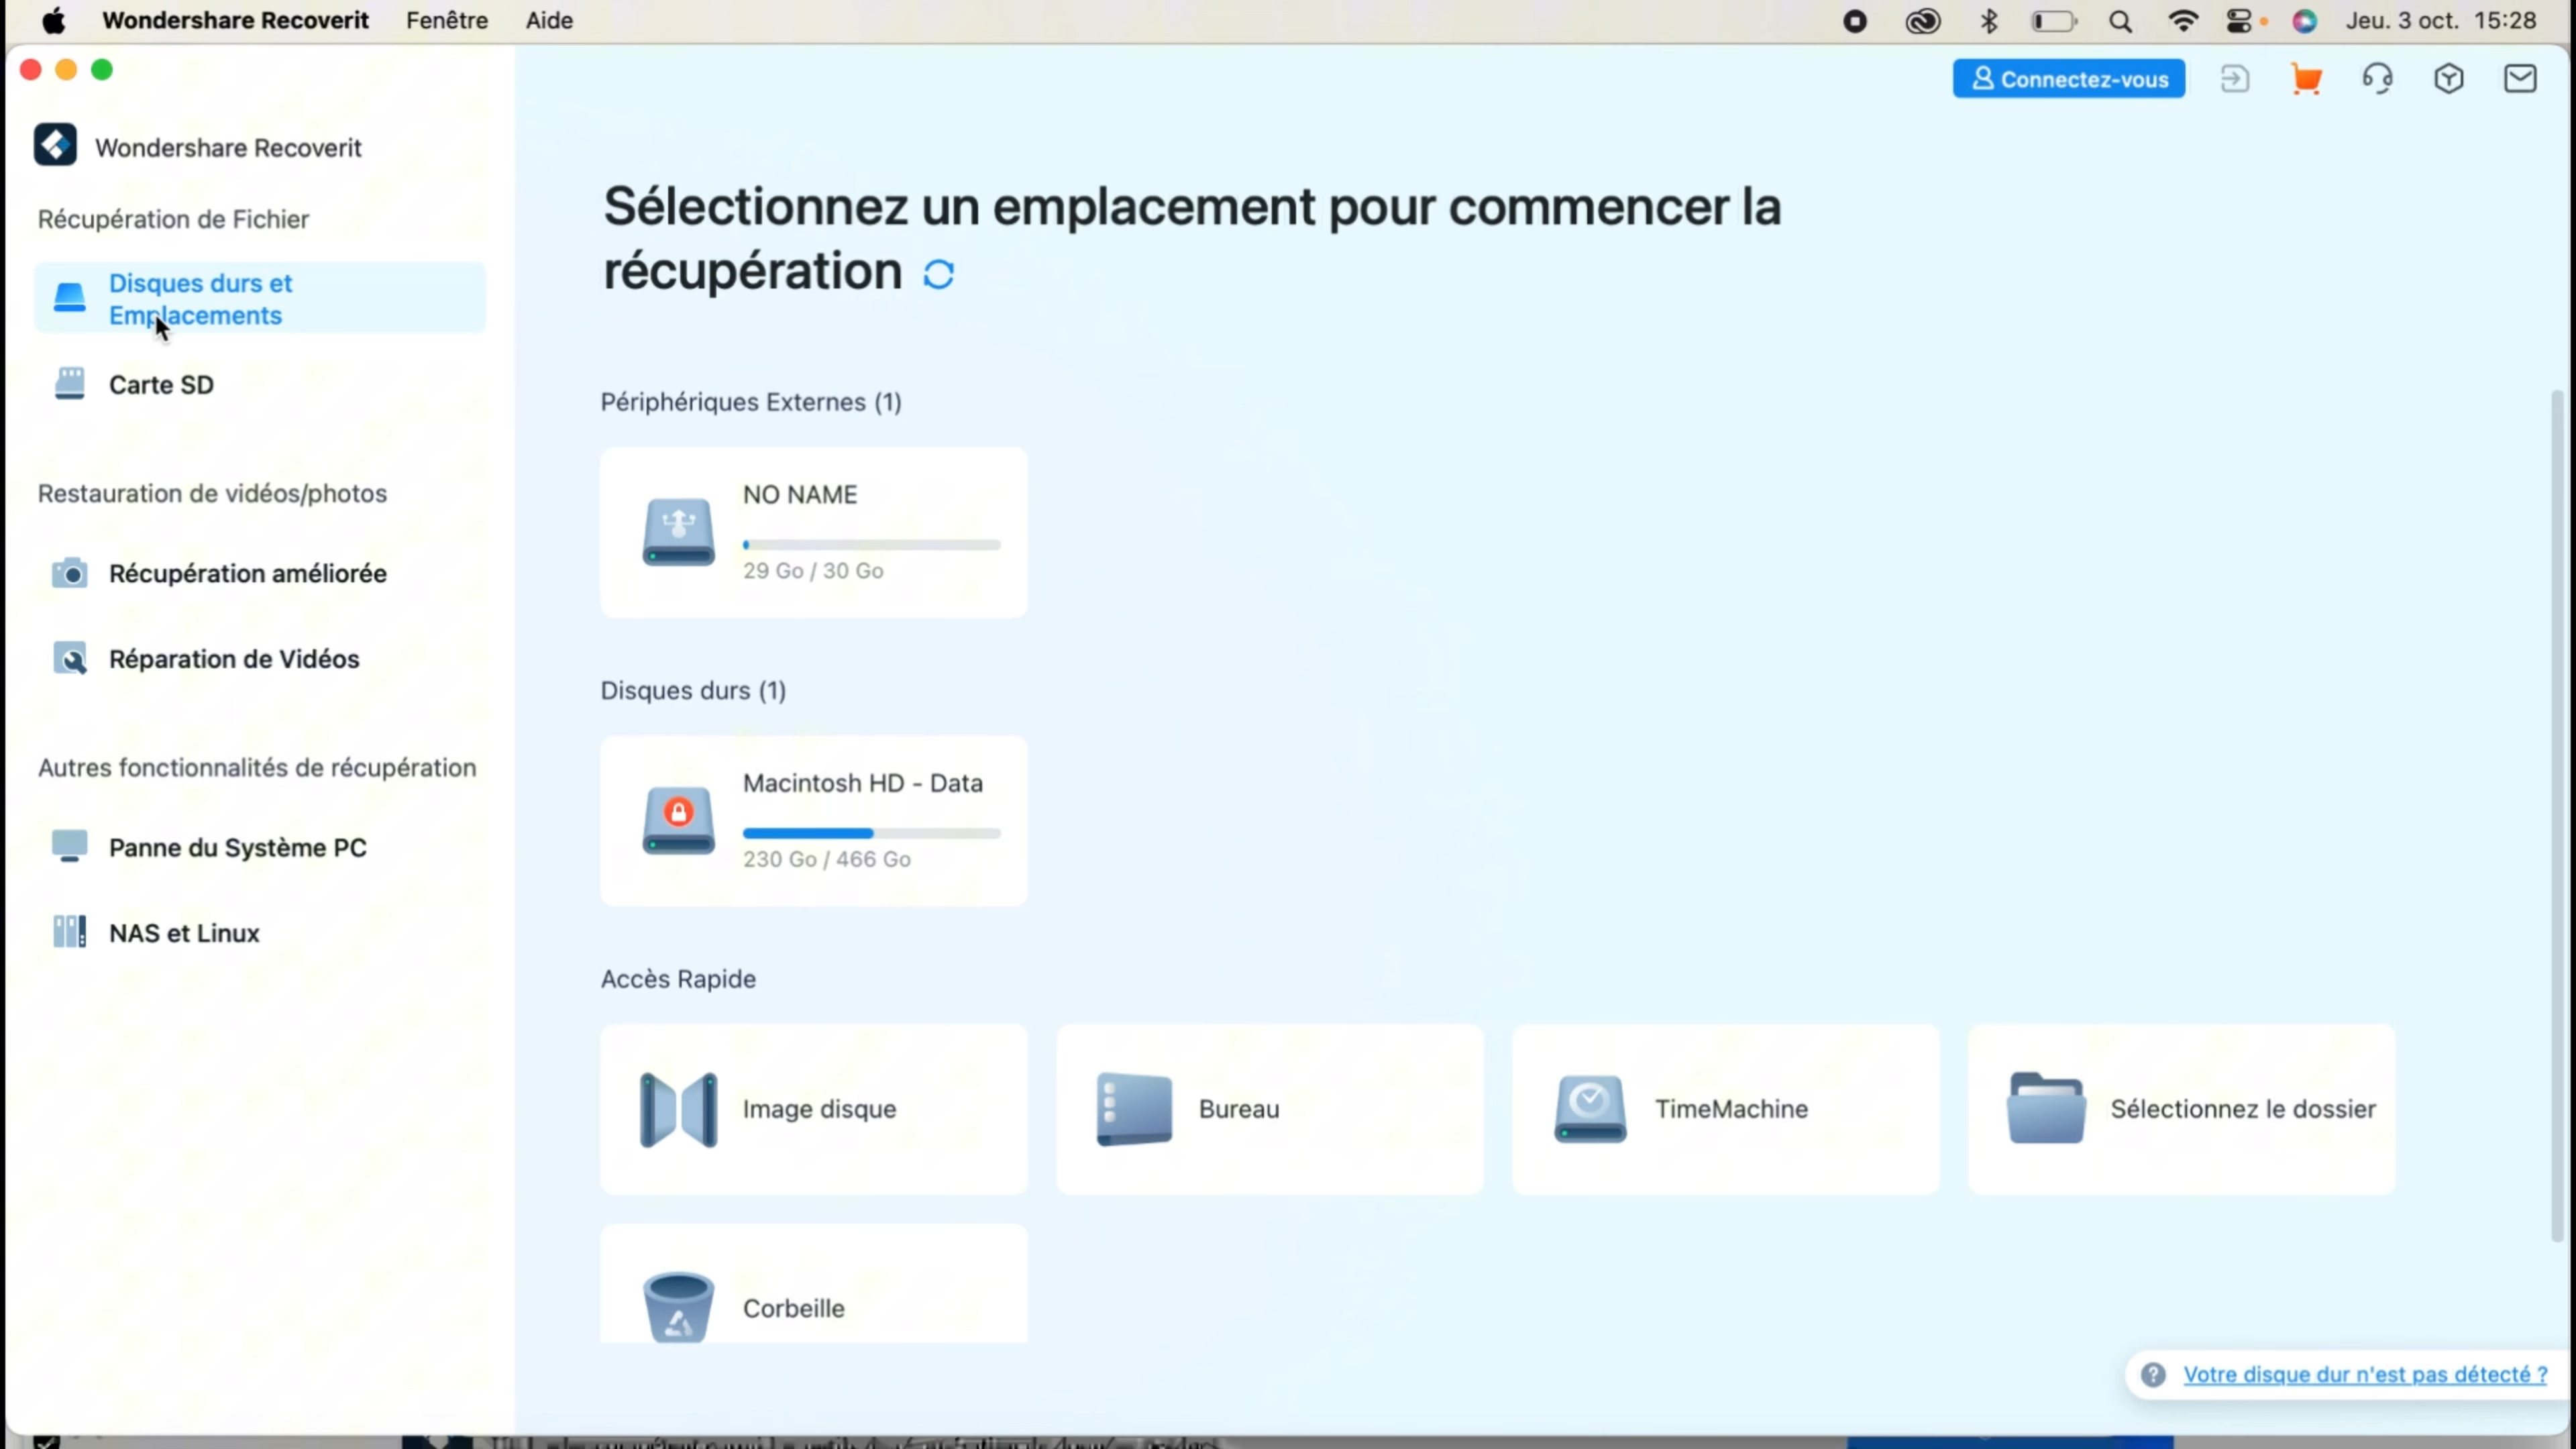 Wondershare Recoverit Fenêtre Aide Jeu. 3 oct. 15:28
Connectez-vous
Wondershare Recoverit
Récupération de Fichier
Disques durs et
Emplacements
Carte SD
Restauration de vidéos/photos
Récupération améliorée
Réparation de Vidéos
Autres fonctionnalités de récupération
Panne du Système PC
NAS et Linux
Sélectionnez un emplacement pour commencer la
récupération
Périphériques Externes (1)
NO NAME
29 Go / 30 Go
Disques durs (1)
Macintosh HD - Data
230 Go / 466 Go
Accès Rapide
Image disque
Bureau
TimeMachine
Sélectionnez le dossier
Corbeille
Votre disque dur n'est pas détecté ?